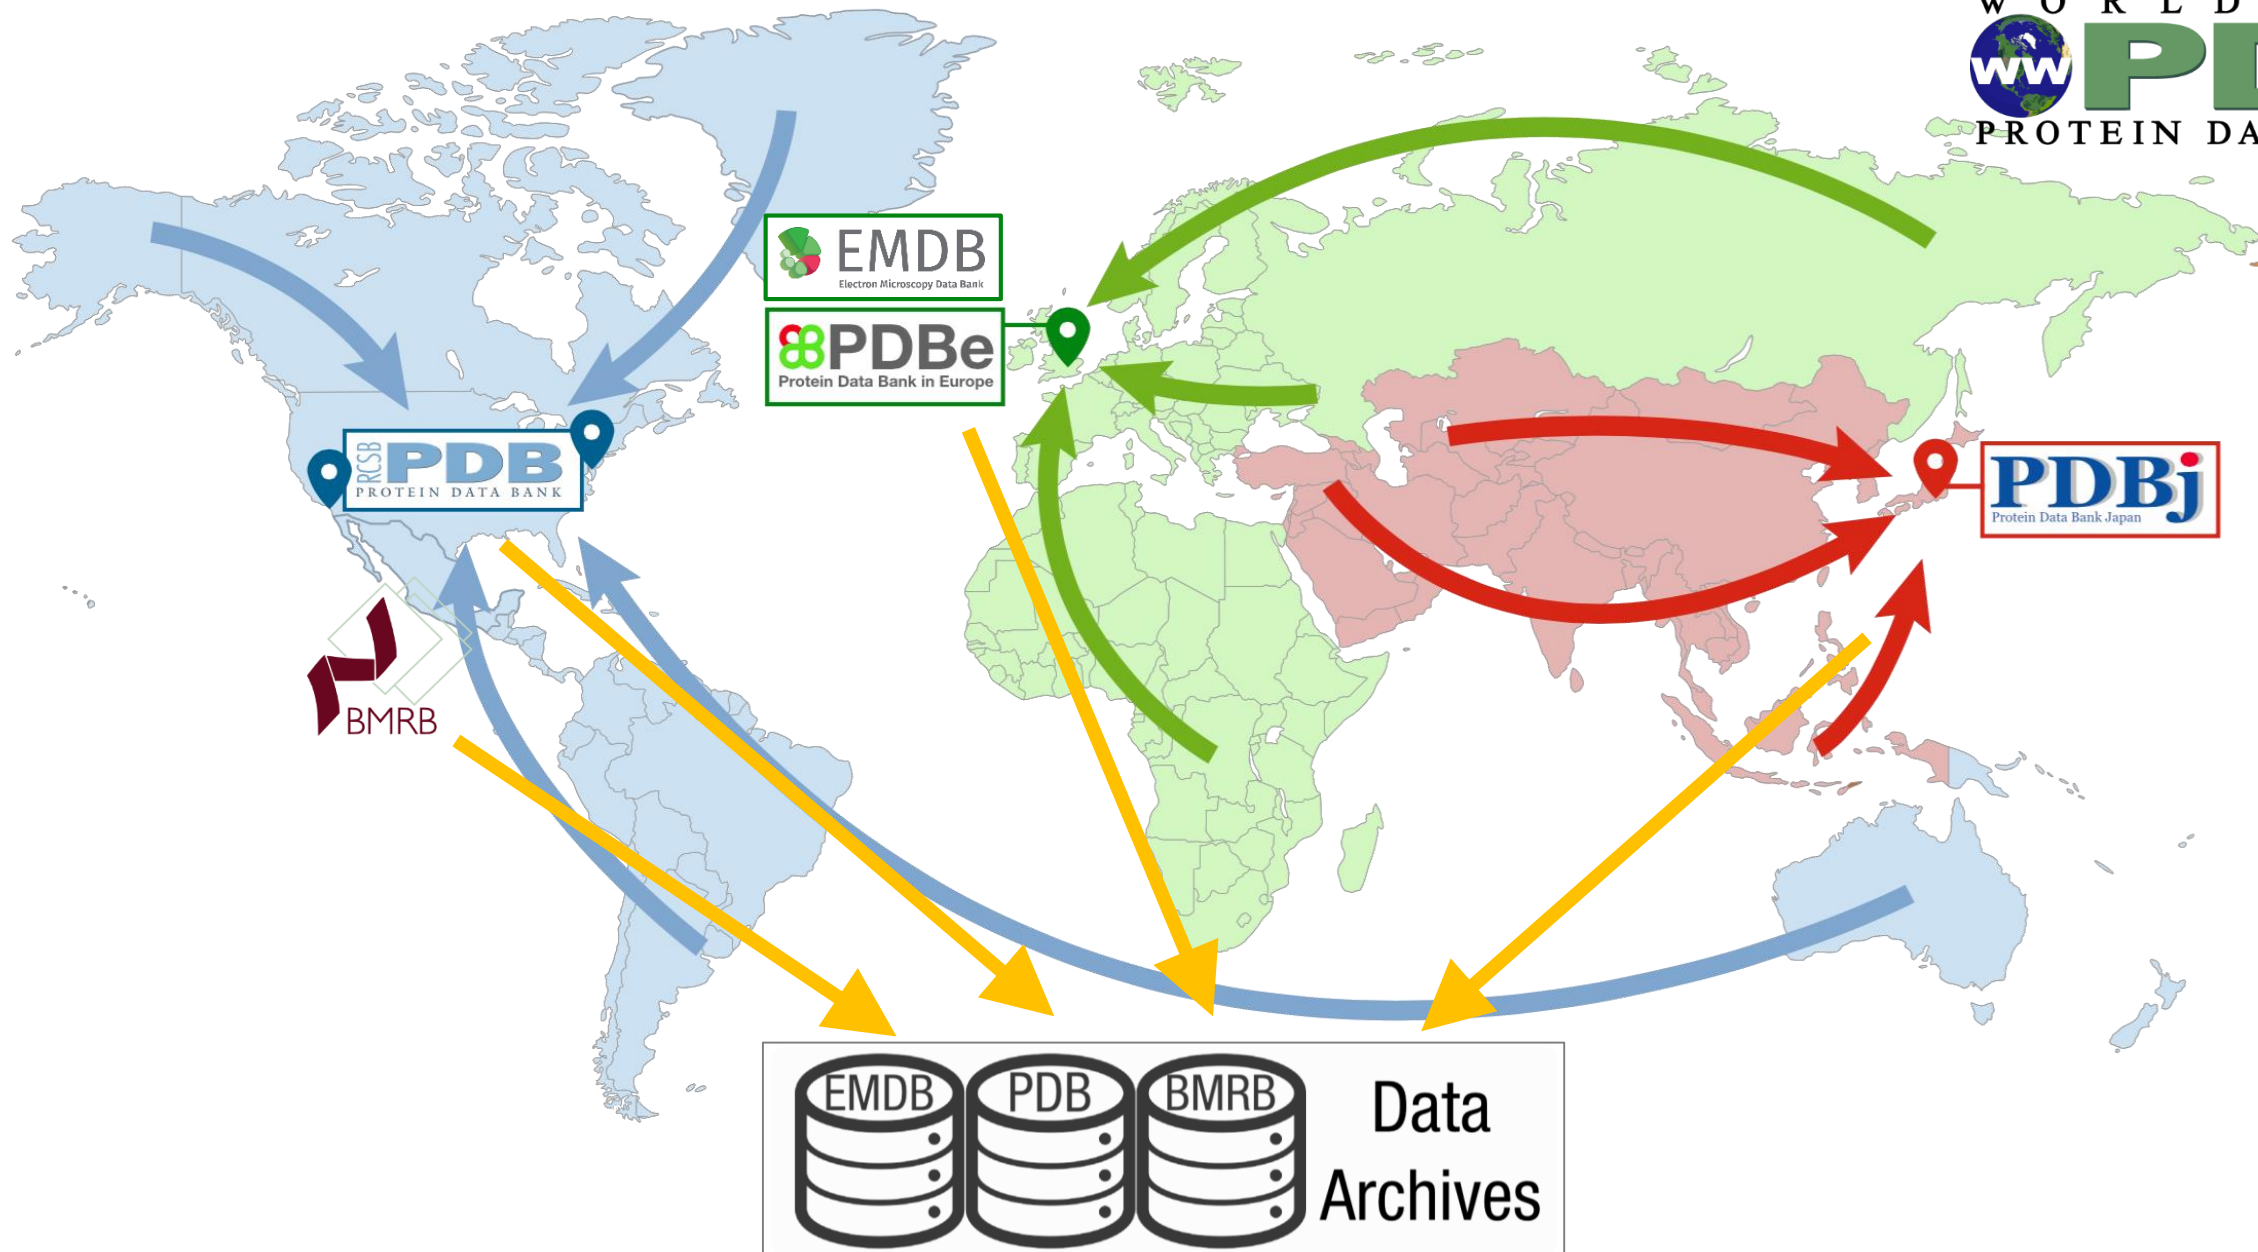 W O R L D
WW P
PROTEIN DA
EMDB
Electron Microscopy Data Bank
PDBe
Protein Data Bank in Europe
RCSB
PDB
PROTEIN DATA BANK
PDBj
Protein Data Bank Japan
BMRB
EMDB PDB BMRB
Data
Archives